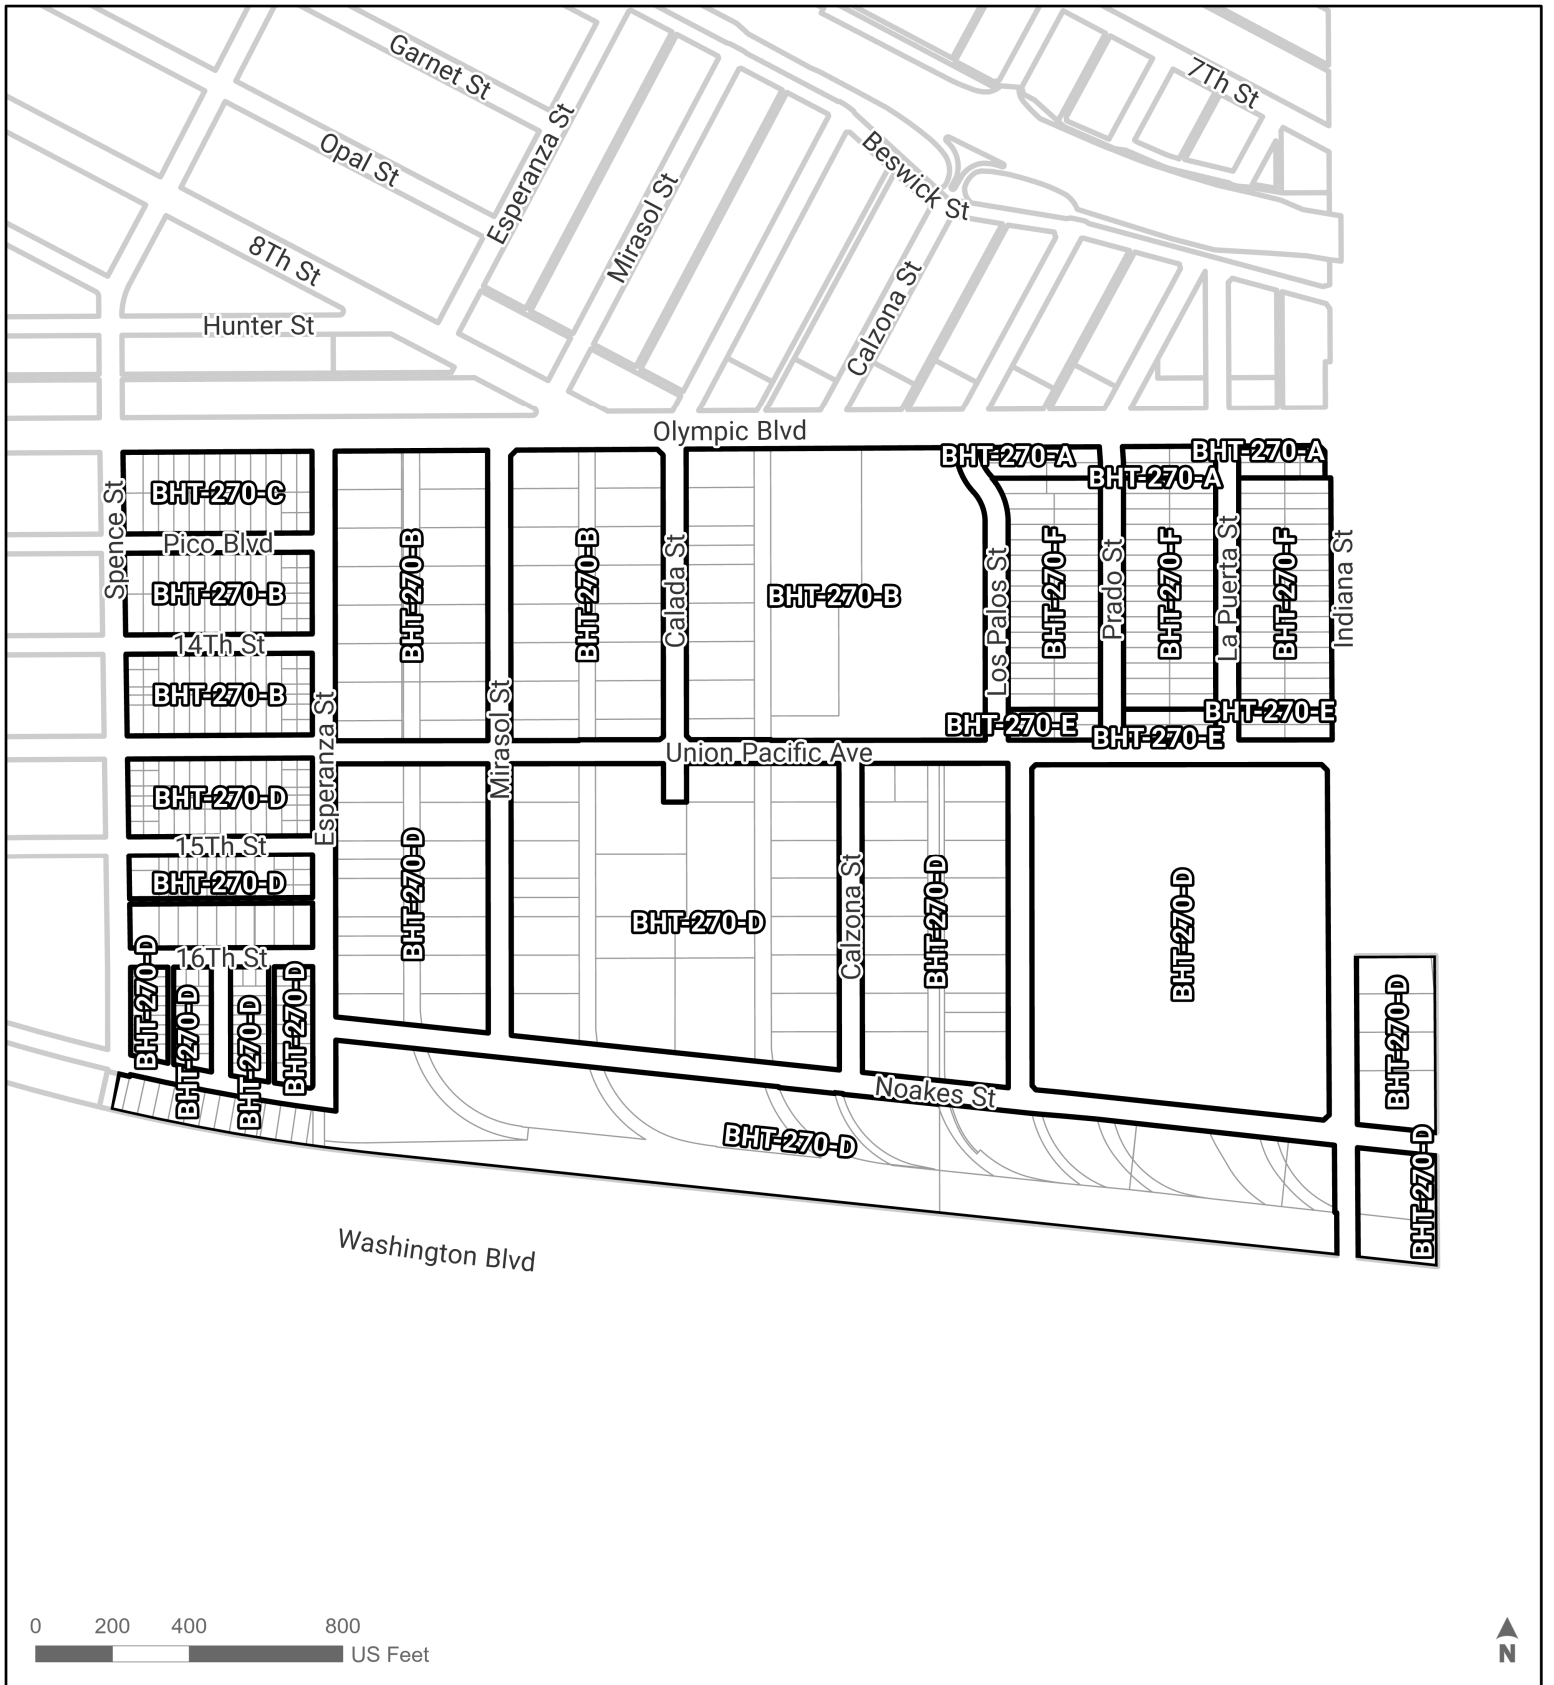 Garnet St
7Th St
Opal St
Esperanza St
Beswick St
Mirasol St
8Th St
Calzona St
Hunter St
Olympic Blvd
BHT-270-A
BHT-270-A
BHT-270-A
BHT-270-C
Spence St
Pico Blvd
BHT-270-B
BHT-270-B
BHT-270-B
Calada St
BHT-270-B
Los Palos St
BHT-270-F
Prado St
BHT-270-F
La Puerta St
BHT-270-F
Indiana St
14Th St
BHT-270-B
Esperanza St
Mirasol St
BHT-270-E
BHT-270-E
BHT-270-E
Union Pacific Ave
BHT-270-D
15Th St
BHT-270-D
BHT-270-D
BHT-270-D
Calzona St
BHT-270-D
BHT-270-D
16Th St
BHT-270-D
BHT-270-D
BHT-270-D
BHT-270-D
BHT-270-D
Noakes St
BHT-270-D
BHT-270-D
Washington Blvd
0 200 400 800
US Feet
N